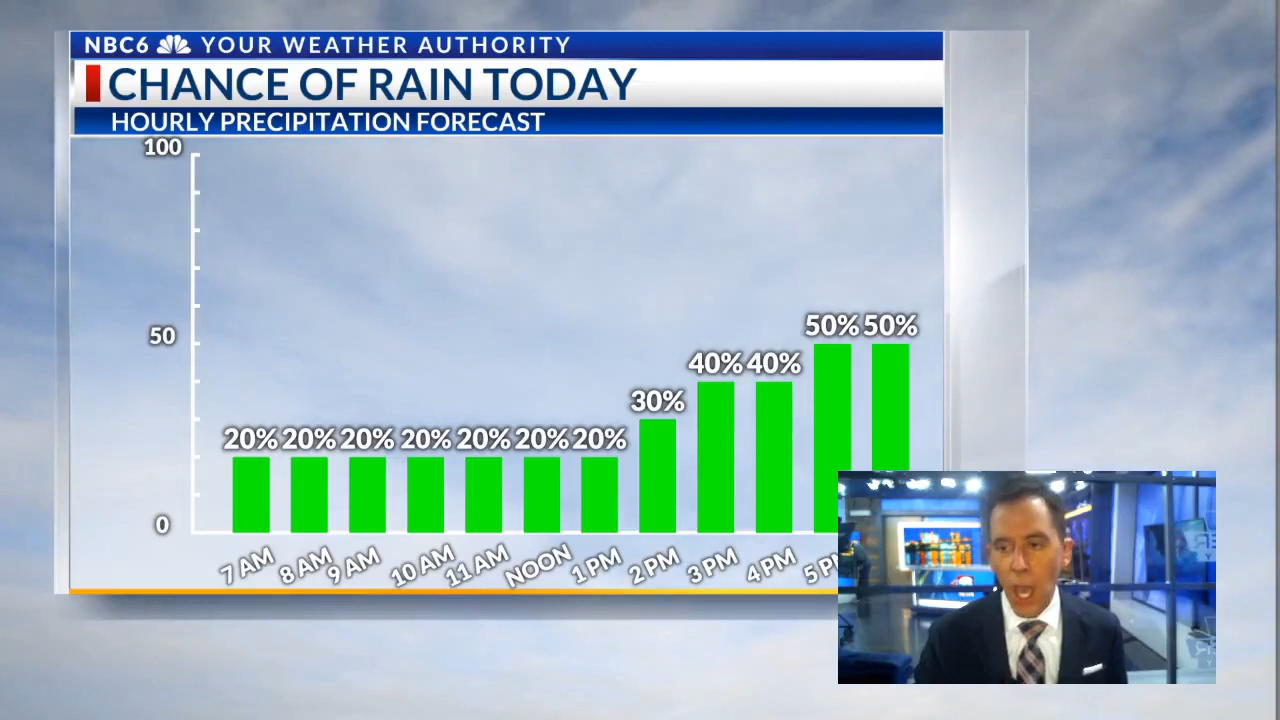 NBC6 YOUR WEATHER AUTHORITY
CHANCE OF RAIN TODAY
HOURLY PRECIPITATION FORECAST
100
50
0
20% 20% 20% 20% 20% 20% 20% 30% 40% 40% 50% 50%
7 AM 8 AM 9 AM 10 AM 11 AM NOON 1 PM 2 PM 3 PM 4 PM